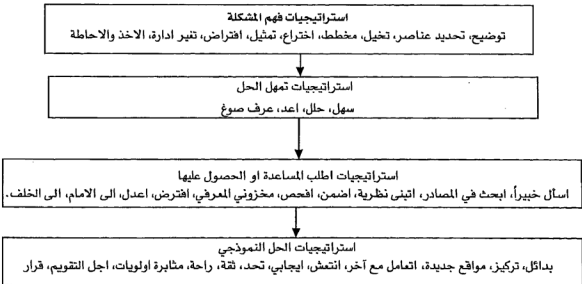 استراتيجيات فهم المشكلة
توضيح، تحديد عناصر، تخيل، مخطط، اختراع، تمثيل، افتراض، تغير ادارة، الاخذ والاحاطة
استراتيجيات تمهل الحل
سهل، حلل، اعد، عرف صوغ
استراتيجيات اطلب المساعدة او الحصول عليها
اسأل خبيراً، ابحث في المصادر، اتبنى نظرية، اضمن، افحص، مخزوني المعرفي، افترض، اعدل، الى الامام، الى الخلف.
استراتيجيات الحل النموذجي
بدائل، تركيز، مواقع جديدة، اتعامل مع آخر، انتعش، ايجابي، تحد، ثقة، راحة، مثابرة اولويات، اجل التقويم، قرار